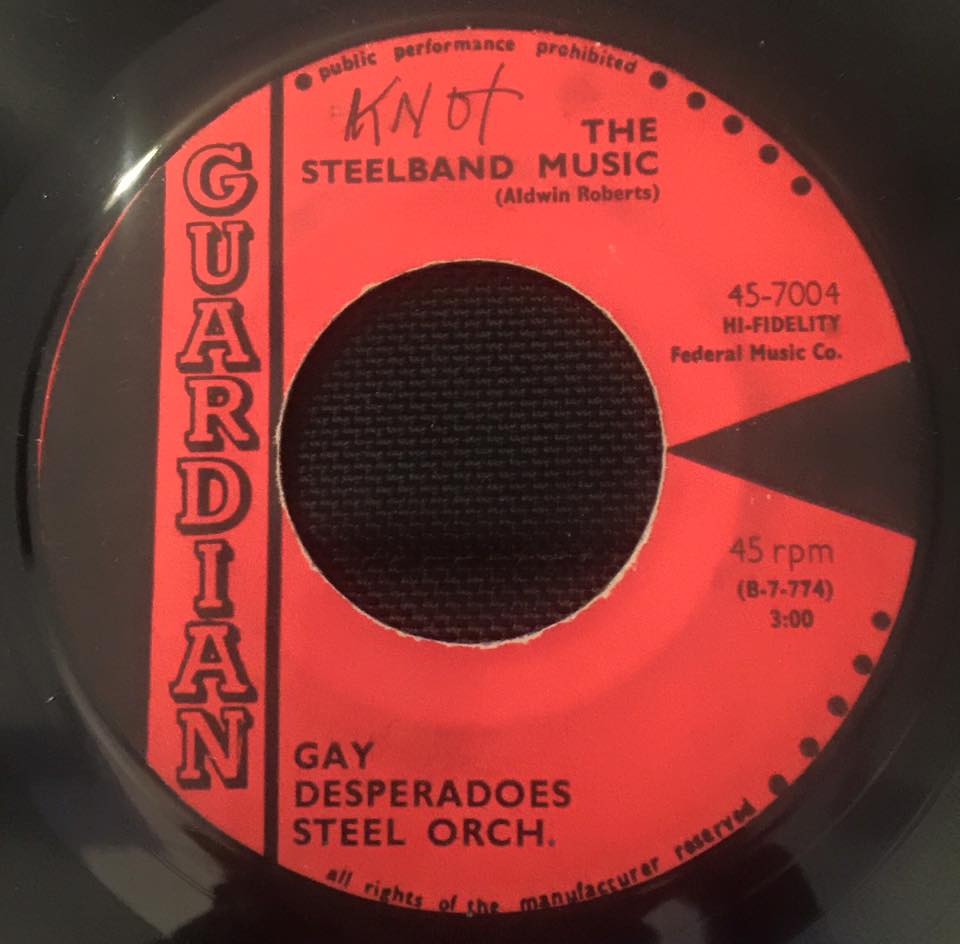 public performance prohibited
KNOT
THE
STEELBAND MUSIC
(Aldwin Roberts)
GUARDIAN
45-7004
HI-FIDELITY
Federal Music Co.
45 rpm
(B-7-774)
3:00
GAY
DESPERADOES
STEEL ORCH.
all rights of the manufaccurer reserved